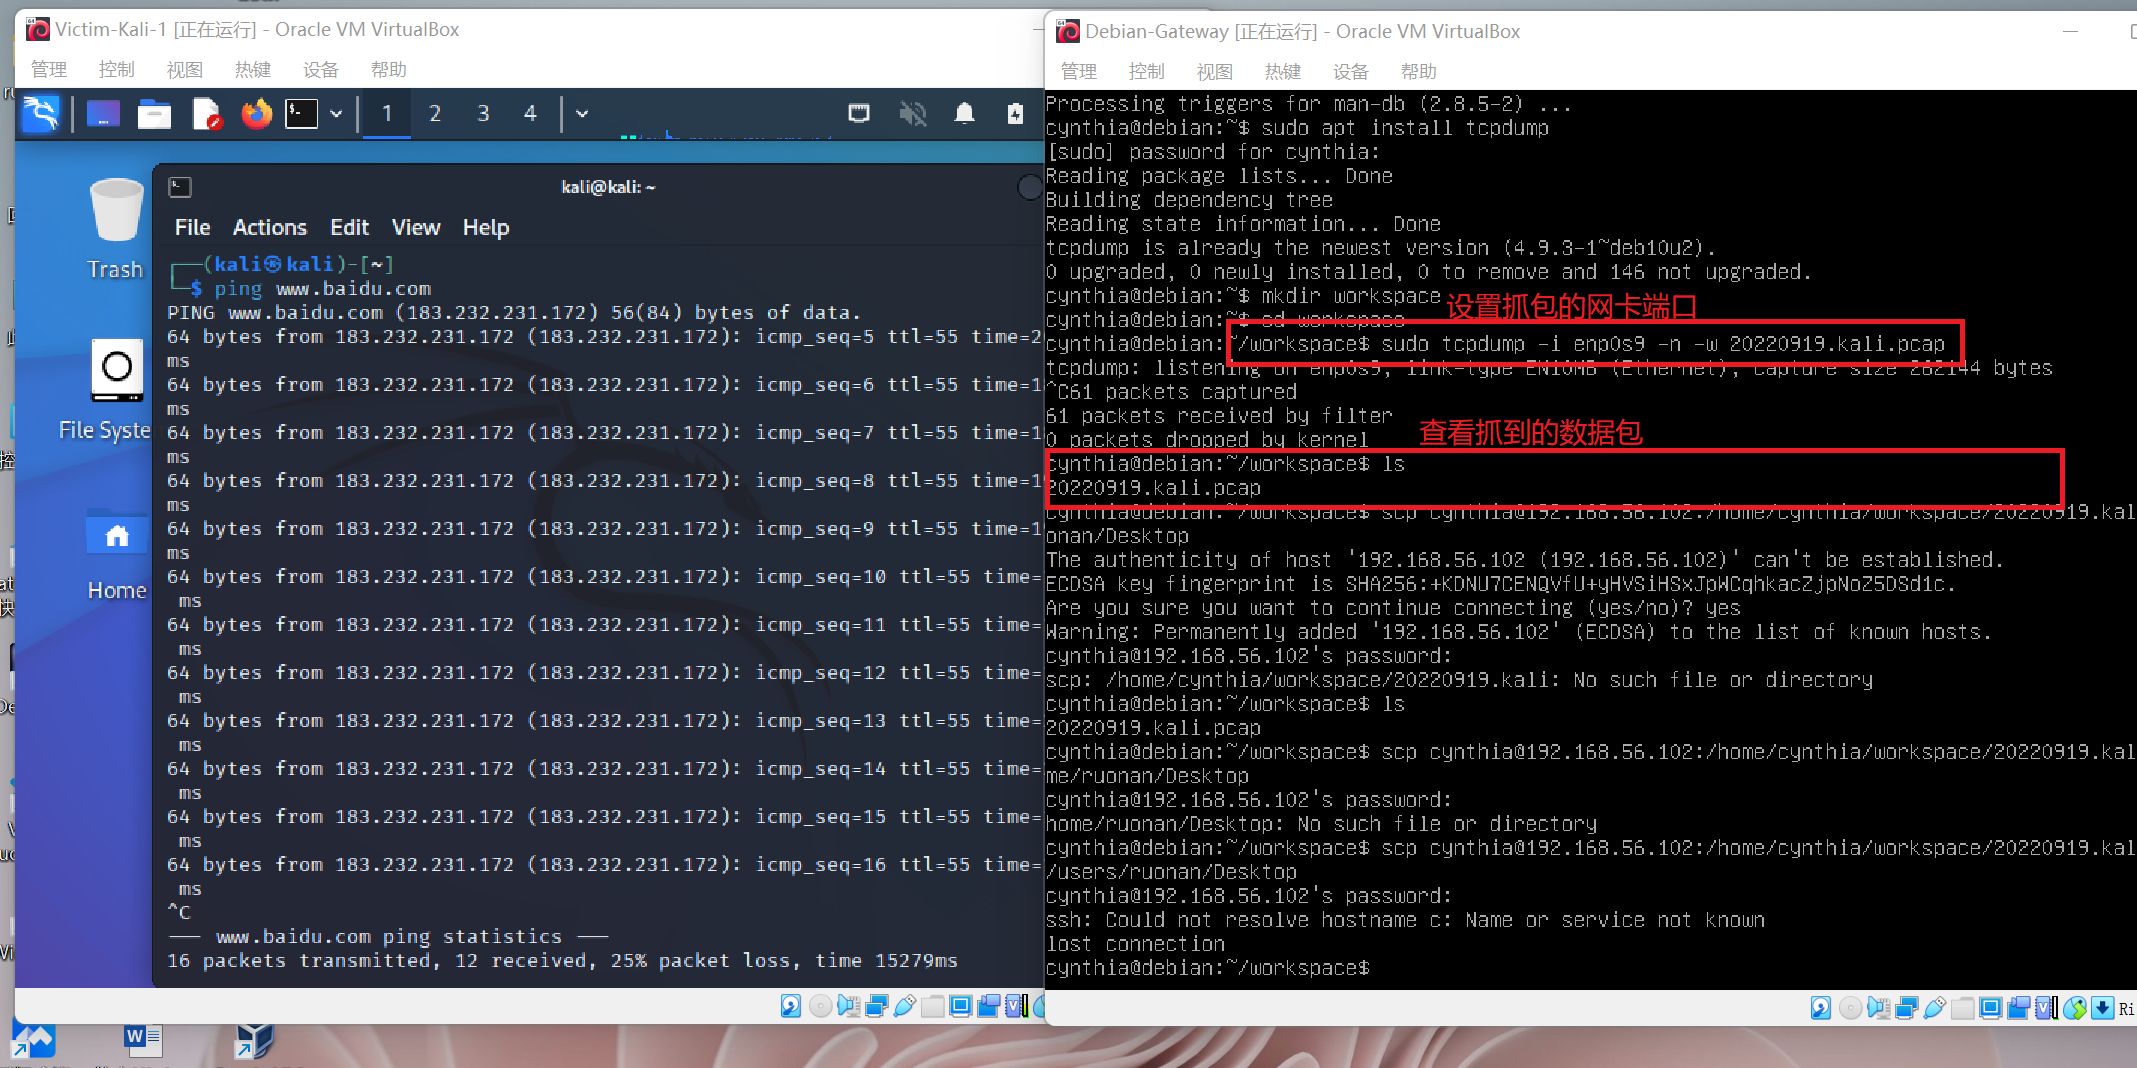 Victim-Kali-1 [正在运行] - Oracle VM VirtualBox
管理 控制 视图 热键 设备 帮助
1 2 3 4
Trash
File Syste
Home
kali@kali: ~
File Actions Edit View Help
(kali㉿kali)-[~]
$ ping www.baidu.com
PING www.baidu.com (183.232.231.172) 56(84) bytes of data.
64 bytes from 183.232.231.172 (183.232.231.172): icmp_seq=5 ttl=55 time=2
ms
64 bytes from 183.232.231.172 (183.232.231.172): icmp_seq=6 ttl=55 time=1
ms
64 bytes from 183.232.231.172 (183.232.231.172): icmp_seq=7 ttl=55 time=1
ms
64 bytes from 183.232.231.172 (183.232.231.172): icmp_seq=8 ttl=55 time=1
ms
64 bytes from 183.232.231.172 (183.232.231.172): icmp_seq=9 ttl=55 time=1
ms
64 bytes from 183.232.231.172 (183.232.231.172): icmp_seq=10 ttl=55 time=
ms
64 bytes from 183.232.231.172 (183.232.231.172): icmp_seq=11 ttl=55 time=
ms
64 bytes from 183.232.231.172 (183.232.231.172): icmp_seq=12 ttl=55 time=
ms
64 bytes from 183.232.231.172 (183.232.231.172): icmp_seq=13 ttl=55 time=
ms
64 bytes from 183.232.231.172 (183.232.231.172): icmp_seq=14 ttl=55 time=
ms
64 bytes from 183.232.231.172 (183.232.231.172): icmp_seq=15 ttl=55 time=
ms
64 bytes from 183.232.231.172 (183.232.231.172): icmp_seq=16 ttl=55 time=
ms
^C
--- www.baidu.com ping statistics ---
16 packets transmitted, 12 received, 25% packet loss, time 15279ms
Debian-Gateway [正在运行] - Oracle VM VirtualBox
管理 控制 视图 热键 设备 帮助
Processing triggers for man-db (2.8.5-2) ...
cynthia@debian:~$ sudo apt install tcpdump
[sudo] password for cynthia:
Reading package lists... Done
Building dependency tree
Reading state information... Done
tcpdump is already the newest version (4.9.3-1~deb10u2).
0 upgraded, 0 newly installed, 0 to remove and 146 not upgraded.
cynthia@debian:~$ mkdir workspace
设置抓包的网卡端口
cynthia@debian:~$ cd workspace
cynthia@debian:~/workspace$ sudo tcpdump -i enp0s9 -n -w 20220919.kali.pcap
tcpdump: listening on enp0s9, link-type EN10MB (Ethernet), capture size 262144 bytes
^C61 packets captured
61 packets received by filter
0 packets dropped by kernel
查看抓到的数据包
cynthia@debian:~/workspace$ ls
20220919.kali.pcap
cynthia@debian:~/workspace$ scp cynthia@192.168.56.102:/home/cynthia/workspace/20220919.kal
onan/Desktop
The authenticity of host '192.168.56.102 (192.168.56.102)' can't be established.
ECDSA key fingerprint is SHA256:+KDNU7CENQVfU+yHVSiHSxJpWCqhkacZjpNoZ5DSd1c.
Are you sure you want to continue connecting (yes/no)? yes
Warning: Permanently added '192.168.56.102' (ECDSA) to the list of known hosts.
cynthia@192.168.56.102's password:
scp: /home/cynthia/workspace/20220919.kali: No such file or directory
cynthia@debian:~/workspace$ ls
20220919.kali.pcap
cynthia@debian:~/workspace$ scp cynthia@192.168.56.102:/home/cynthia/workspace/20220919.kal
me/ruonan/Desktop
cynthia@192.168.56.102's password:
home/ruonan/Desktop: No such file or directory
cynthia@debian:~/workspace$ scp cynthia@192.168.56.102:/home/cynthia/workspace/20220919.kal
/users/ruonan/Desktop
cynthia@192.168.56.102's password:
ssh: Could not resolve hostname c: Name or service not known
lost connection
cynthia@debian:~/workspace$
Ri